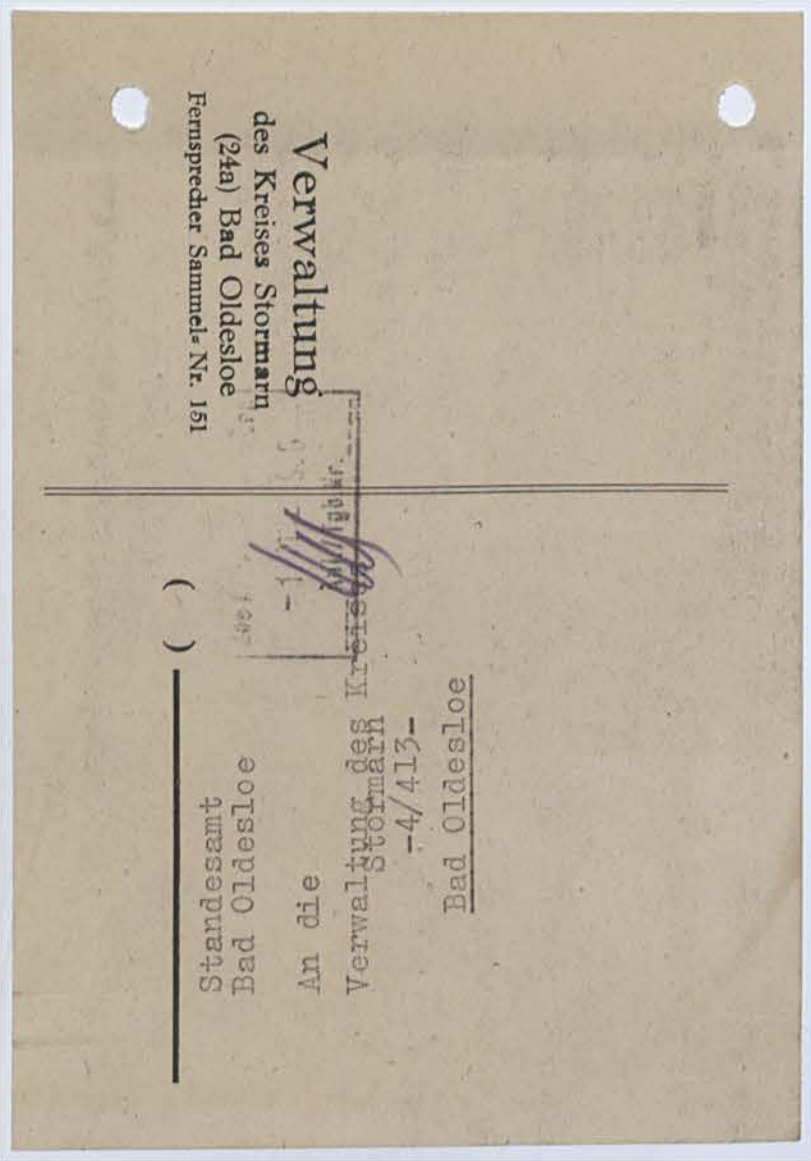 Verwaltung
des Kreises Stormarn
(24a) Bad Oldesloe
Fernsprecher Sammel=Nr. 151
( )
Standesamt
Bad Oldesloe
An die
Verwaltung des Kreises
Stormarn
-4/413-
Bad Oldesloe